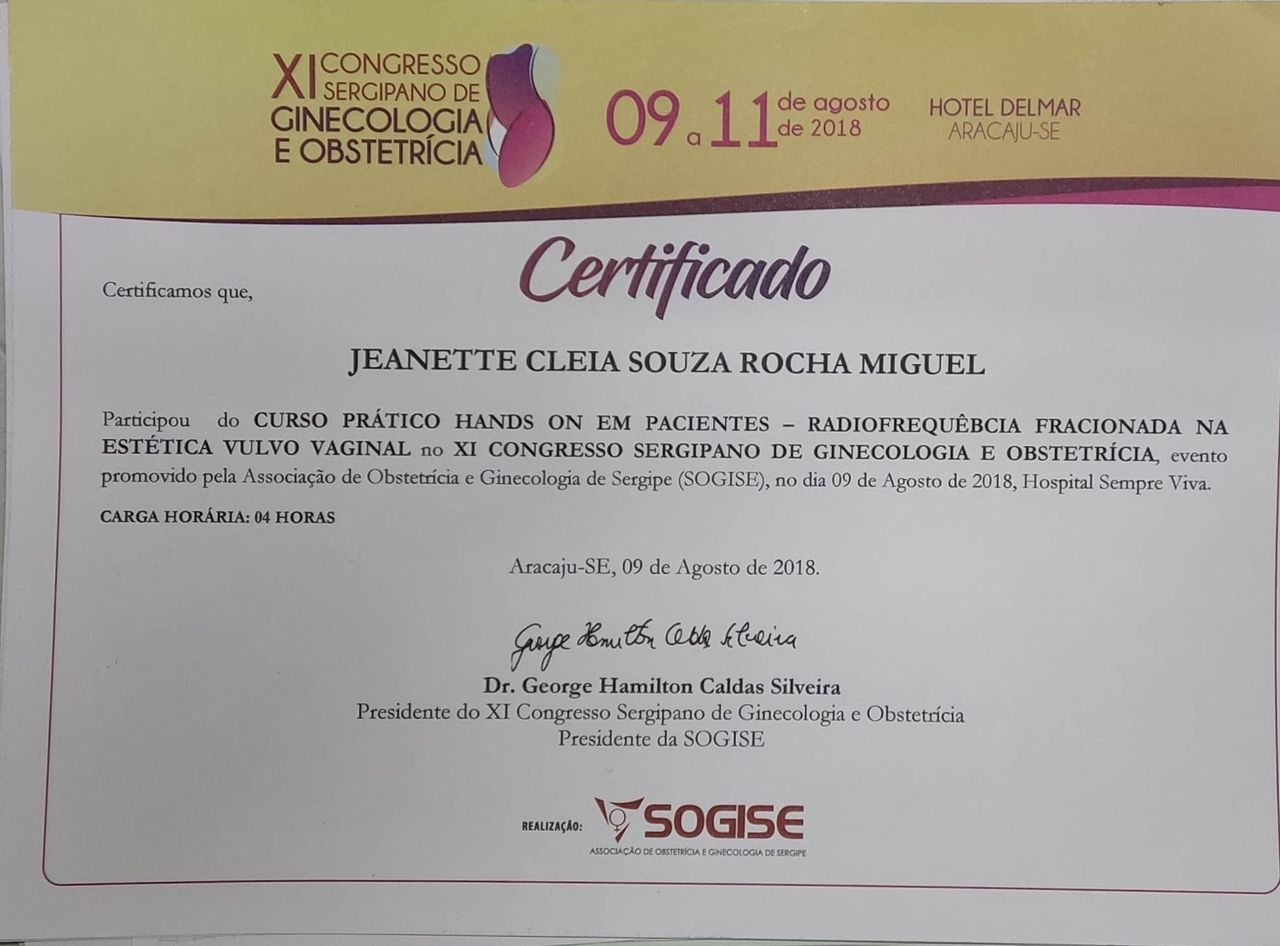 XI CONGRESSO
SERGIPANO DE
GINECOLOGIA
E OBSTETRÍCIA
09 a 11 de agosto de 2018
HOTEL DELMAR
ARACAJU-SE
Certificado
Certificamos que,
JEANETTE CLEIA SOUZA ROCHA MIGUEL
Participou do CURSO PRÁTICO HANDS ON EM PACIENTES – RADIOFREQUÊBCIA FRACIONADA NA
ESTÉTICA VULVO VAGINAL no XI CONGRESSO SERGIPANO DE GINECOLOGIA E OBSTETRÍCIA, evento
promovido pela Associação de Obstetrícia e Ginecologia de Sergipe (SOGISE), no dia 09 de Agosto de 2018, Hospital Sempre Viva.
CARGA HORÁRIA: 04 HORAS
Aracaju-SE, 09 de Agosto de 2018.
George Hamilton Caldas Silveira
Dr. George Hamilton Caldas Silveira
Presidente do XI Congresso Sergipano de Ginecologia e Obstetrícia
Presidente da SOGISE
REALIZAÇÃO: SOGISE
ASSOCIAÇÃO DE OBSTETRÍCIA E GINECOLOGIA DE SERGIPE